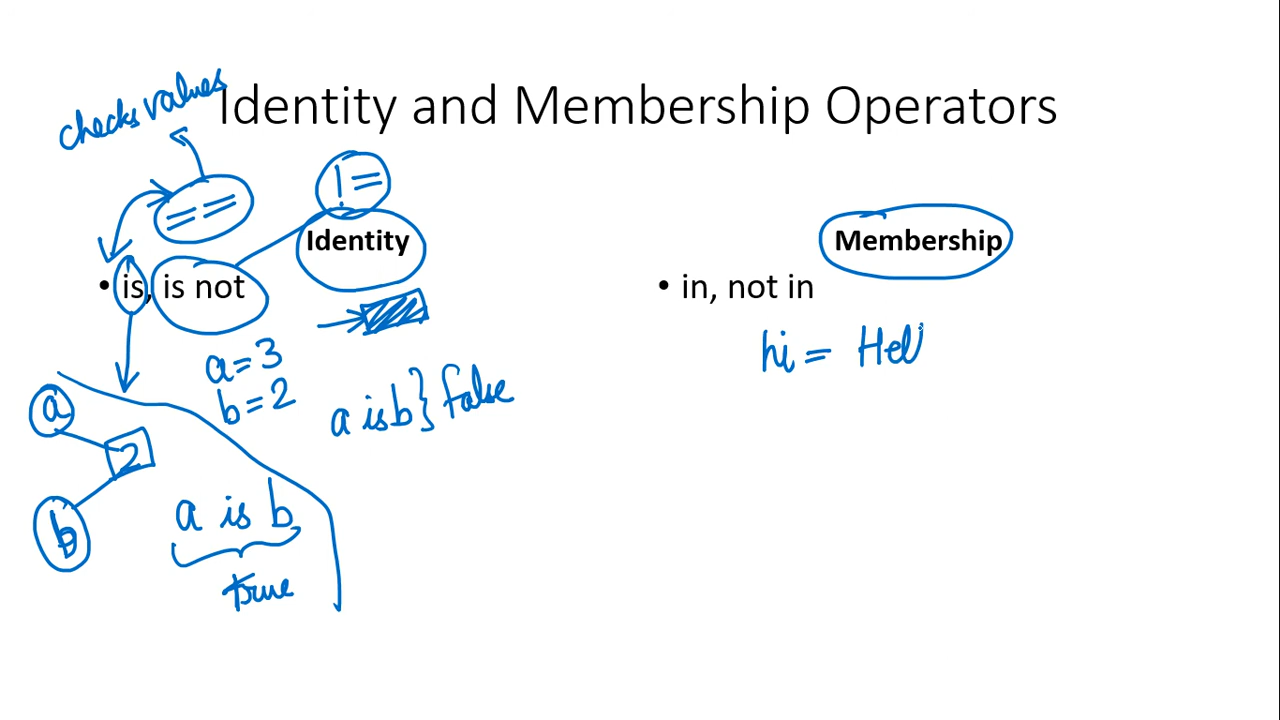 checks values
Identity and Membership Operators
==
!=
Identity
• is, is not
a = 3
b = 2
a is b } false
a
2
b
a is b
true
Membership
• in, not in
hi = Hell